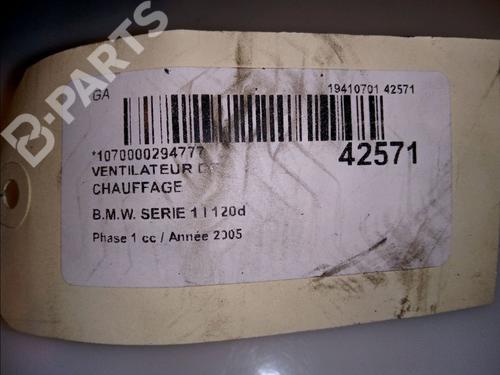 B-PARTS
GA 19410701 42571
*1070000294777 42571
VENTILATEUR DE
CHAUFFAGE
B.M.W. SERIE 1 I 120d
Phase 1 cc / Année 2005